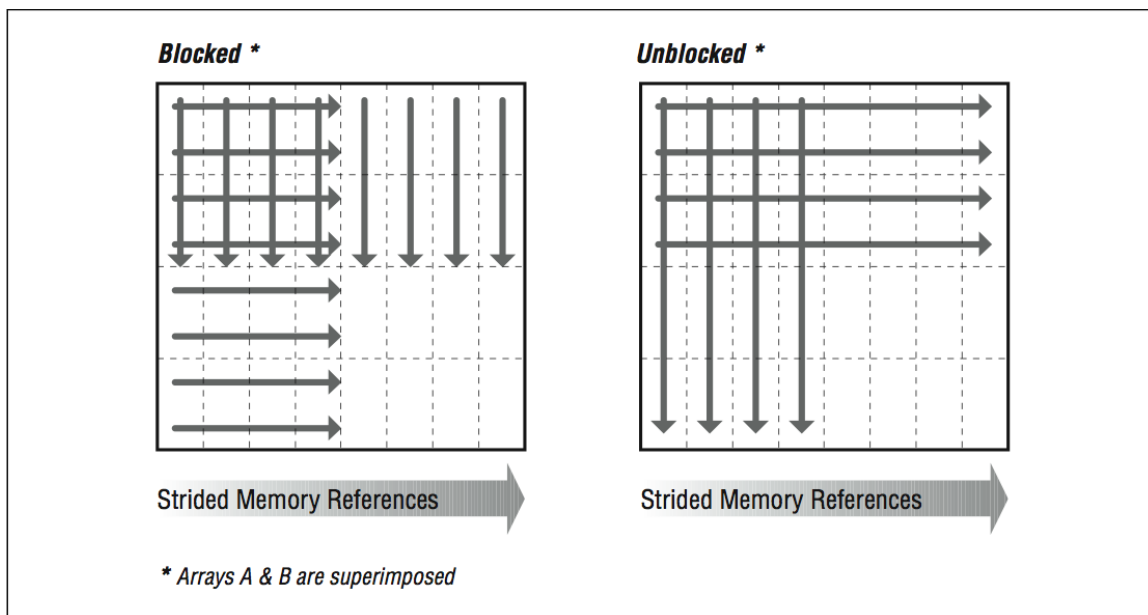 Blocked *
Unblocked *
Strided Memory References
Strided Memory References
* Arrays A & B are superimposed